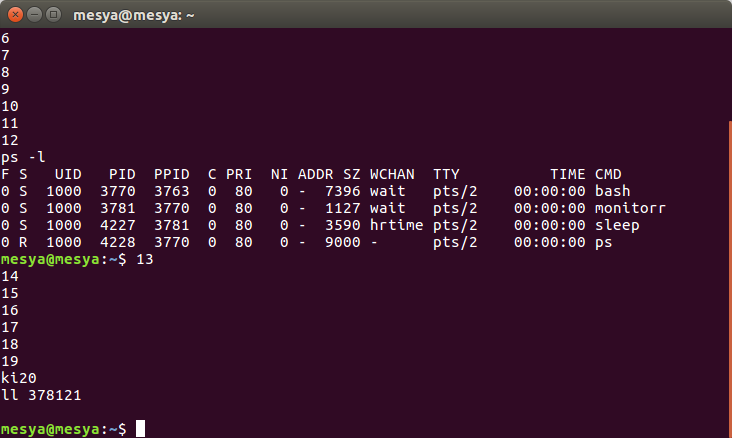 mesya@mesya: ~
6
7
8
9
10
11
12
ps -l
F S   UID   PID  PPID  C PRI  NI ADDR SZ WCHAN  TTY          TIME CMD
0 S  1000  3770  3763  0  80   0 -  7396 wait   pts/2    00:00:00 bash
0 S  1000  3781  3770  0  80   0 -  1127 wait   pts/2    00:00:00 monitorr
0 S  1000  4227  3781  0  80   0 -  3590 hrtime pts/2    00:00:00 sleep
0 R  1000  4228  3770  0  80   0 -  9000 -      pts/2    00:00:00 ps
mesya@mesya:~$ 13
14
15
16
17
18
19
ki20
ll 378121
mesya@mesya:~$